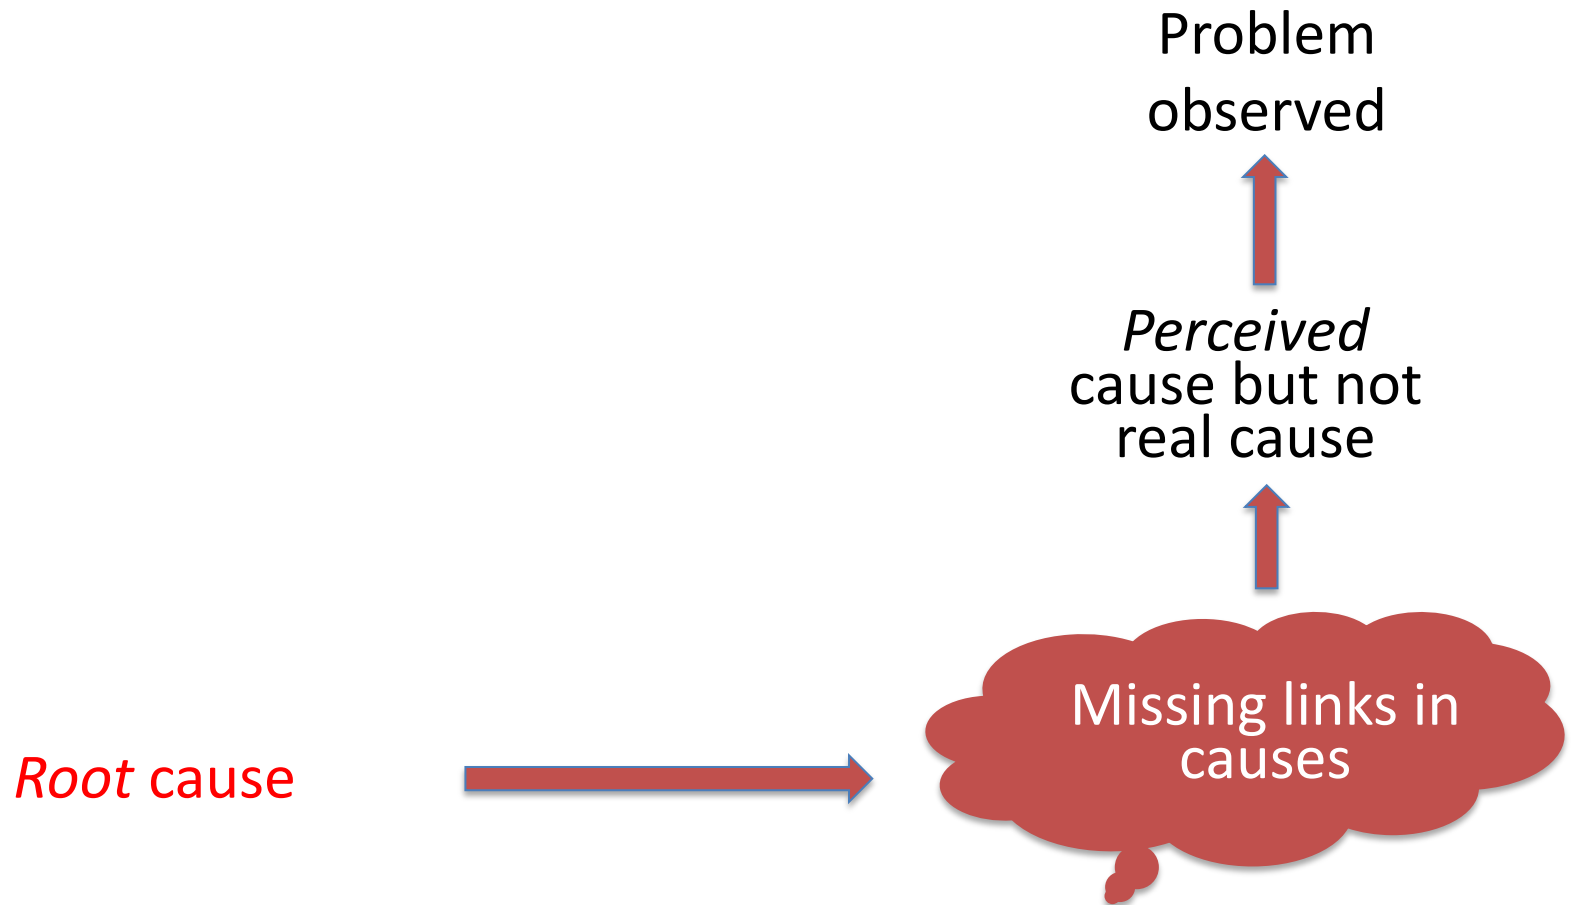 Problem
observed
Perceived
cause but not
real cause
Missing links in
causes
Root cause